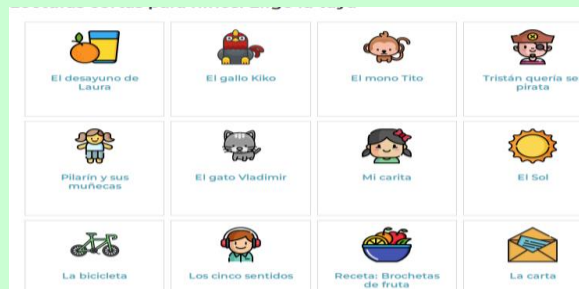 El desayuno de
Laura
El gallo Kiko
El mono Tito
Tristán quería se
pirata
Pilarín y sus
muñecas
El gato Vladimir
Mi carita
El Sol
La bicicleta
Los cinco sentidos
Receta: Brochetas
de fruta
La carta